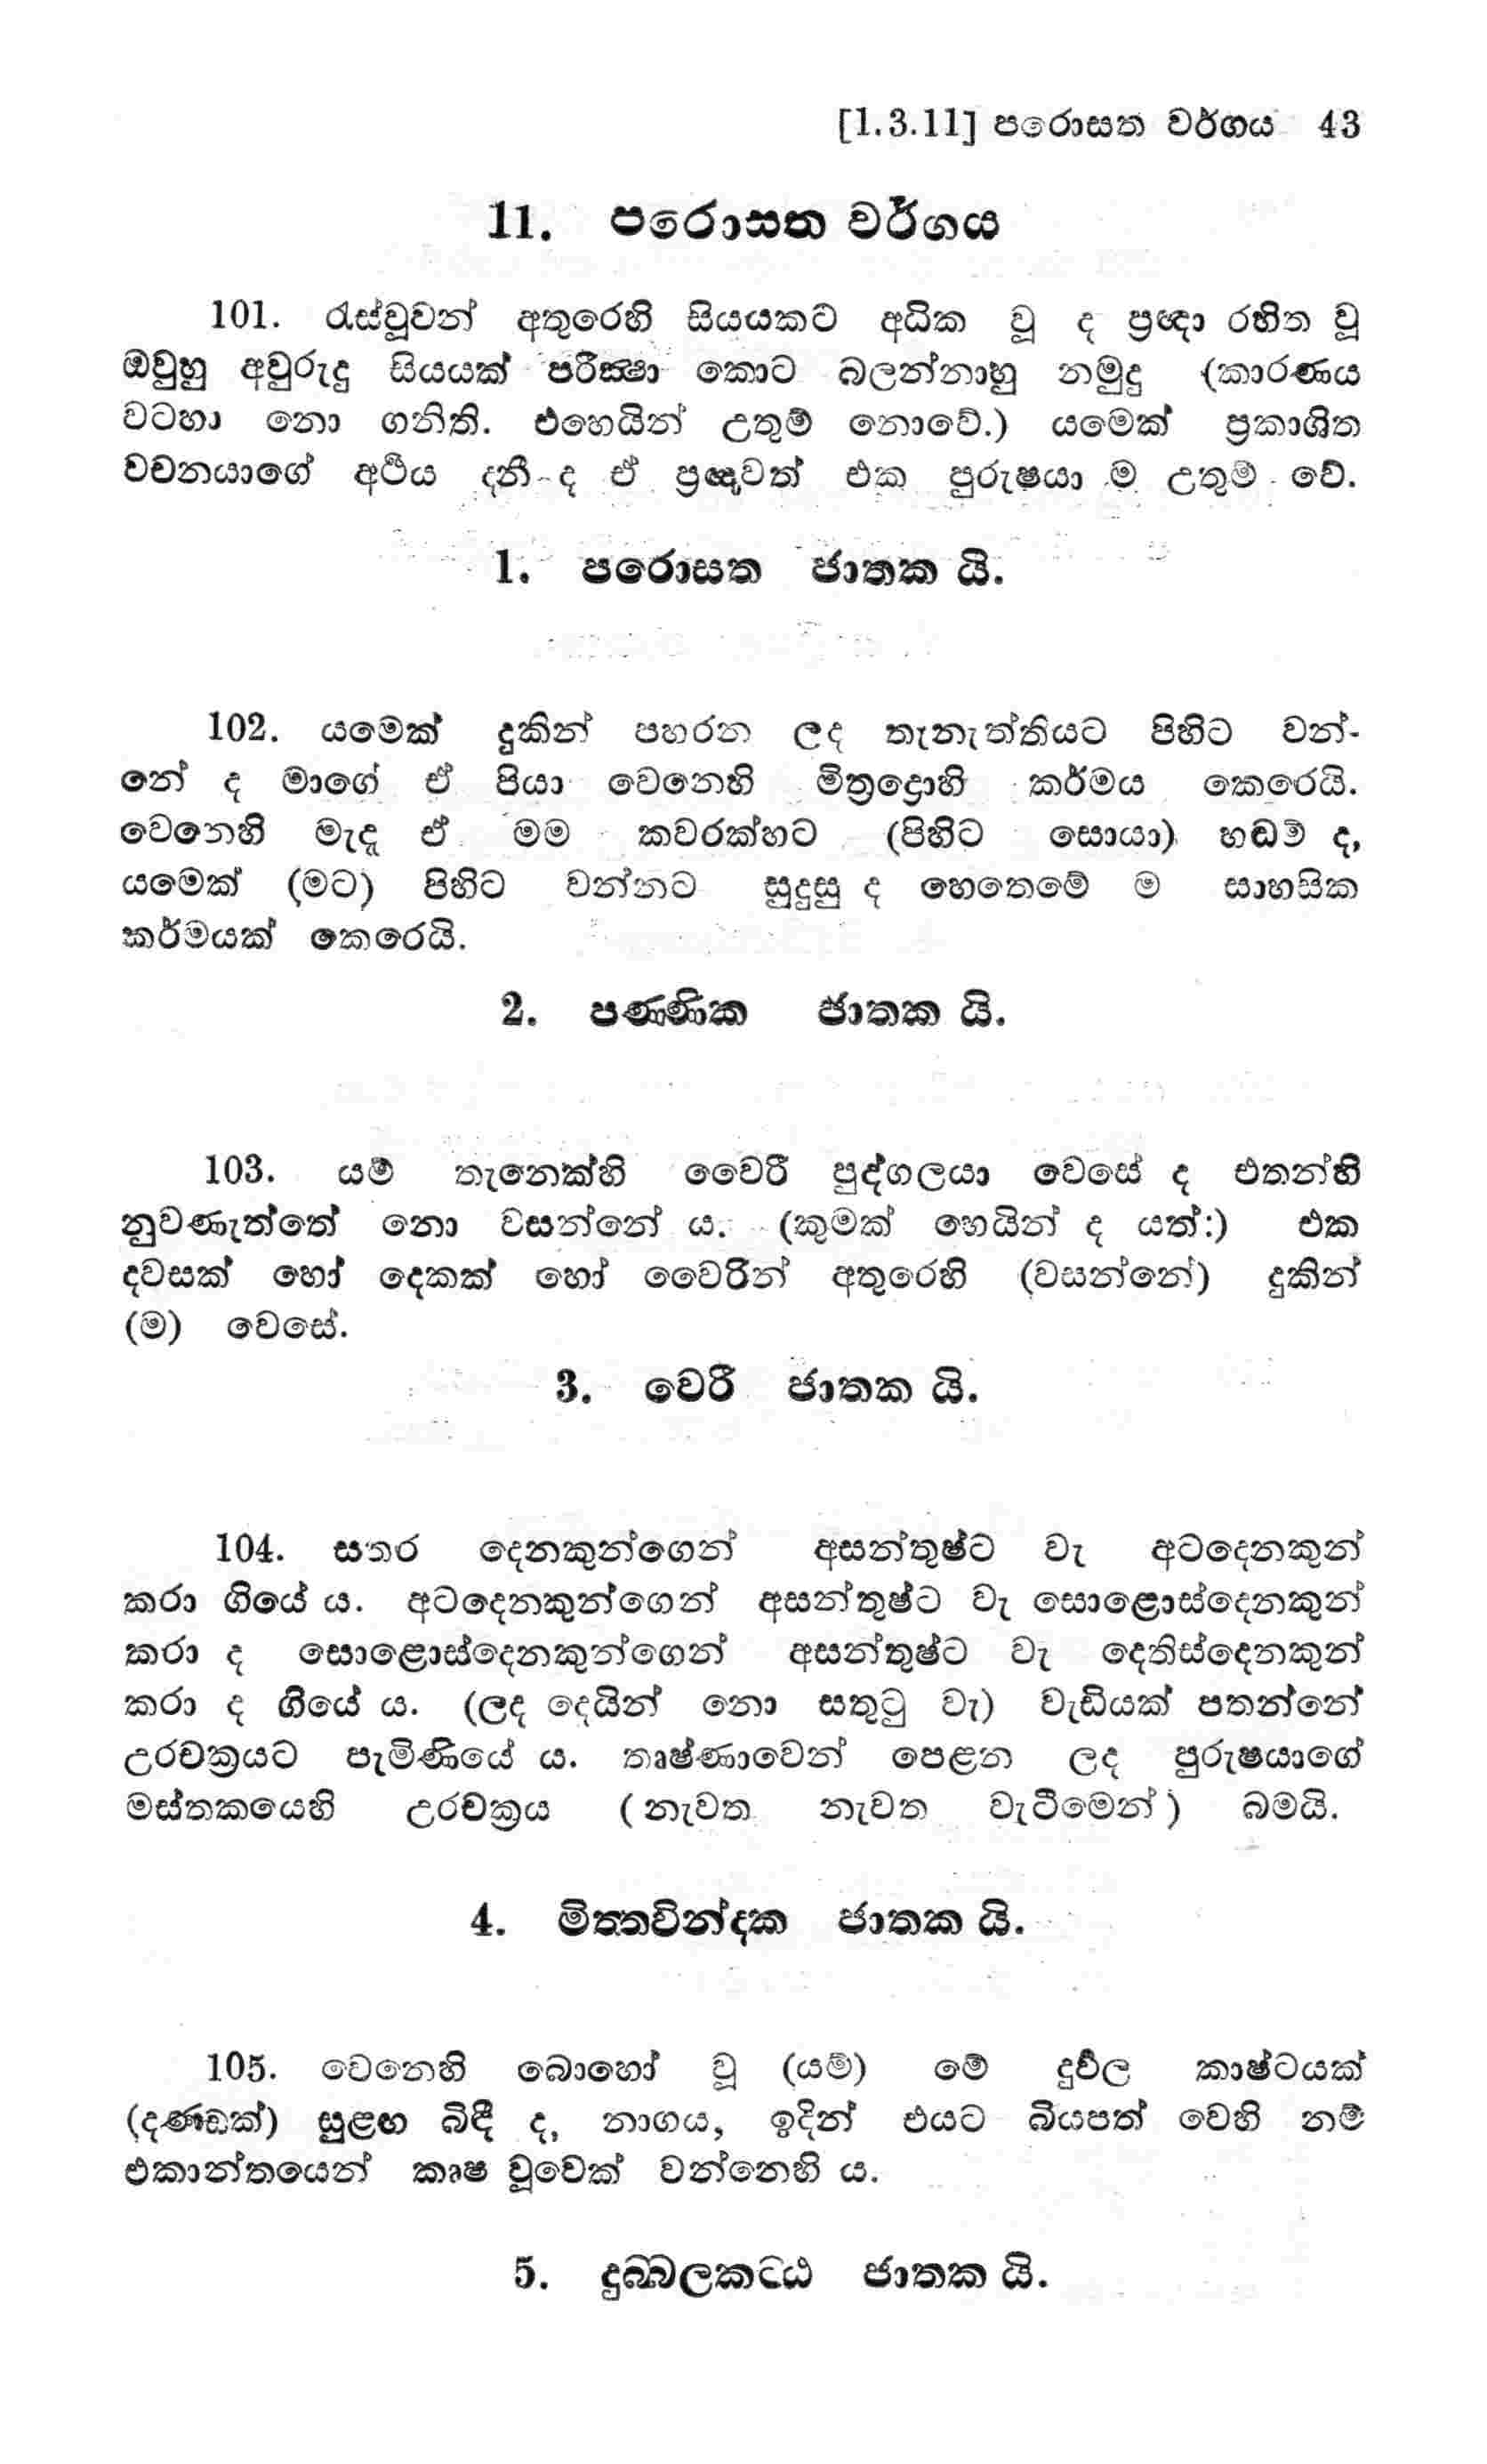 [1.3.11] පරොසත වර්ගය 43
11. පරොසත වර්ගය
101. රැස්වූවන් අතුරෙහි සියයකට අධික වූ ද ප්‍රඥා රහිත වූ
ඔවුහු අවුරුදු සියයක් පරීක්‍ෂා කොට බලන්නාහු නමුදු (කාරණය
වටහා නො ගනිති. එහෙයින් උතුම් නොවේ.) යමෙක් ප්‍රකාශිත
වචනයාගේ අර්‍ථය දනී ද ඒ ප්‍රඥාවත් එක පුරුෂයා ම උතුම් වේ.
1. පරොසත ජාතක යි.
102. යමෙක් දුකින් පහරන ලද තැනැත්තියට පිහිට වන්-
නේ ද මාගේ ඒ පියා වෙනෙහි මිත්‍රද්‍රොහි කර්මය කෙරෙයි.
වෙනෙහි මැදැ ඒ මම කවරක්හට (පිහිට සොයා) හඬම් ද,
යමෙක් (මට) පිහිට වන්නට සුදුසු ද හෙතෙමේ ම සාහසික
කර්මයක් කෙරෙයි.
2. පණ්ණික ජාතක යි.
103. යම් තැනෙක්හි වෛරී පුද්ගලයා වෙසේ ද එතන්හි
නුවණැත්තේ නො වසන්නේ ය. (කුමක් හෙයින් ද යත්:) එක
දවසක් හෝ දෙකක් හෝ වෛරින් අතුරෙහි (වසන්නේ) දුකින්
(ම) වෙසේ.
3. වෙරී ජාතක යි.
104. සතර දෙනකුන්ගෙන් අසන්තුෂ්ට වැ අටදෙනකුන්
කරා ගියේ ය. අටදෙනකුන්ගෙන් අසන්තුෂ්ට වැ සොළොස්දෙනකුන්
කරා ද සොළොස්දෙනකුන්ගෙන් අසන්තුෂ්ට වැ දෙතිස්දෙනකුන්
කරා ද ගියේ ය. (ලද දෙයින් නො සතුටු වැ) වැඩියක් පතන්නේ
උරචක්‍රයට පැමිණියේ ය. තෘෂ්ණාවෙන් පෙළන ලද පුරුෂයාගේ
මස්තකයෙහි උරචක්‍රය (නැවත නැවත වැටීමෙන්) බමයි.
4. මිත්තවින්දක ජාතක යි.
105. වෙනෙහි බොහෝ වූ (යම්) මේ දුර්‍වල කාෂ්ටයක්
(දණ්ඩක්) සුළඟ බිඳී ද, නාගය, ඉදින් එයට බියපත් වෙහි නම්
එකාන්තයෙන් කෘෂ වූවෙක් වන්නෙහි ය.
5. දුබ්බලකට්ඨ ජාතක යි.